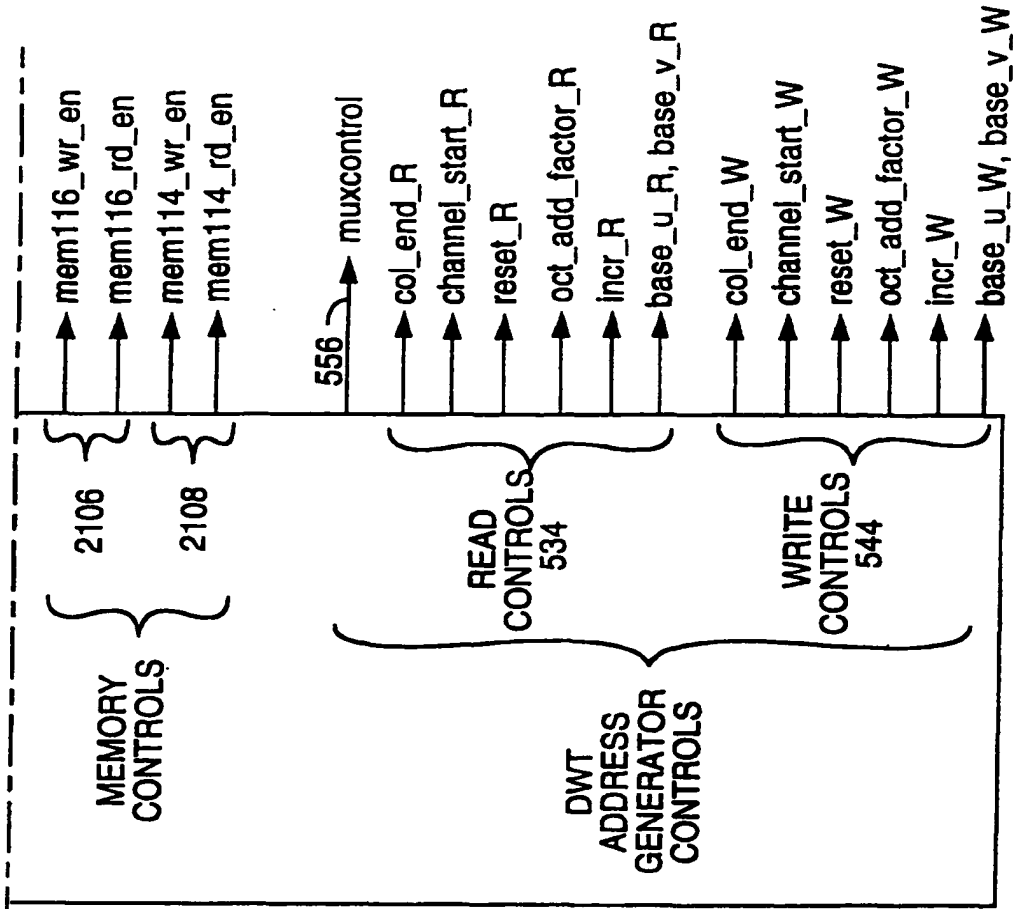 MEMORY
CONTROLS
2106
2108
mem116_wr_en
mem116_rd_en
mem114_wr_en
mem114_rd_en
DWT
ADDRESS
GENERATOR
CONTROLS
556
muxcontrol
READ
CONTROLS
534
col_end_R
channel_start_R
reset_R
oct_add_factor_R
incr_R
base_u_R, base_v_R
WRITE
CONTROLS
544
col_end_W
channel_start_W
reset_W
oct_add_factor_W
incr_W
base_u_W, base_v_W